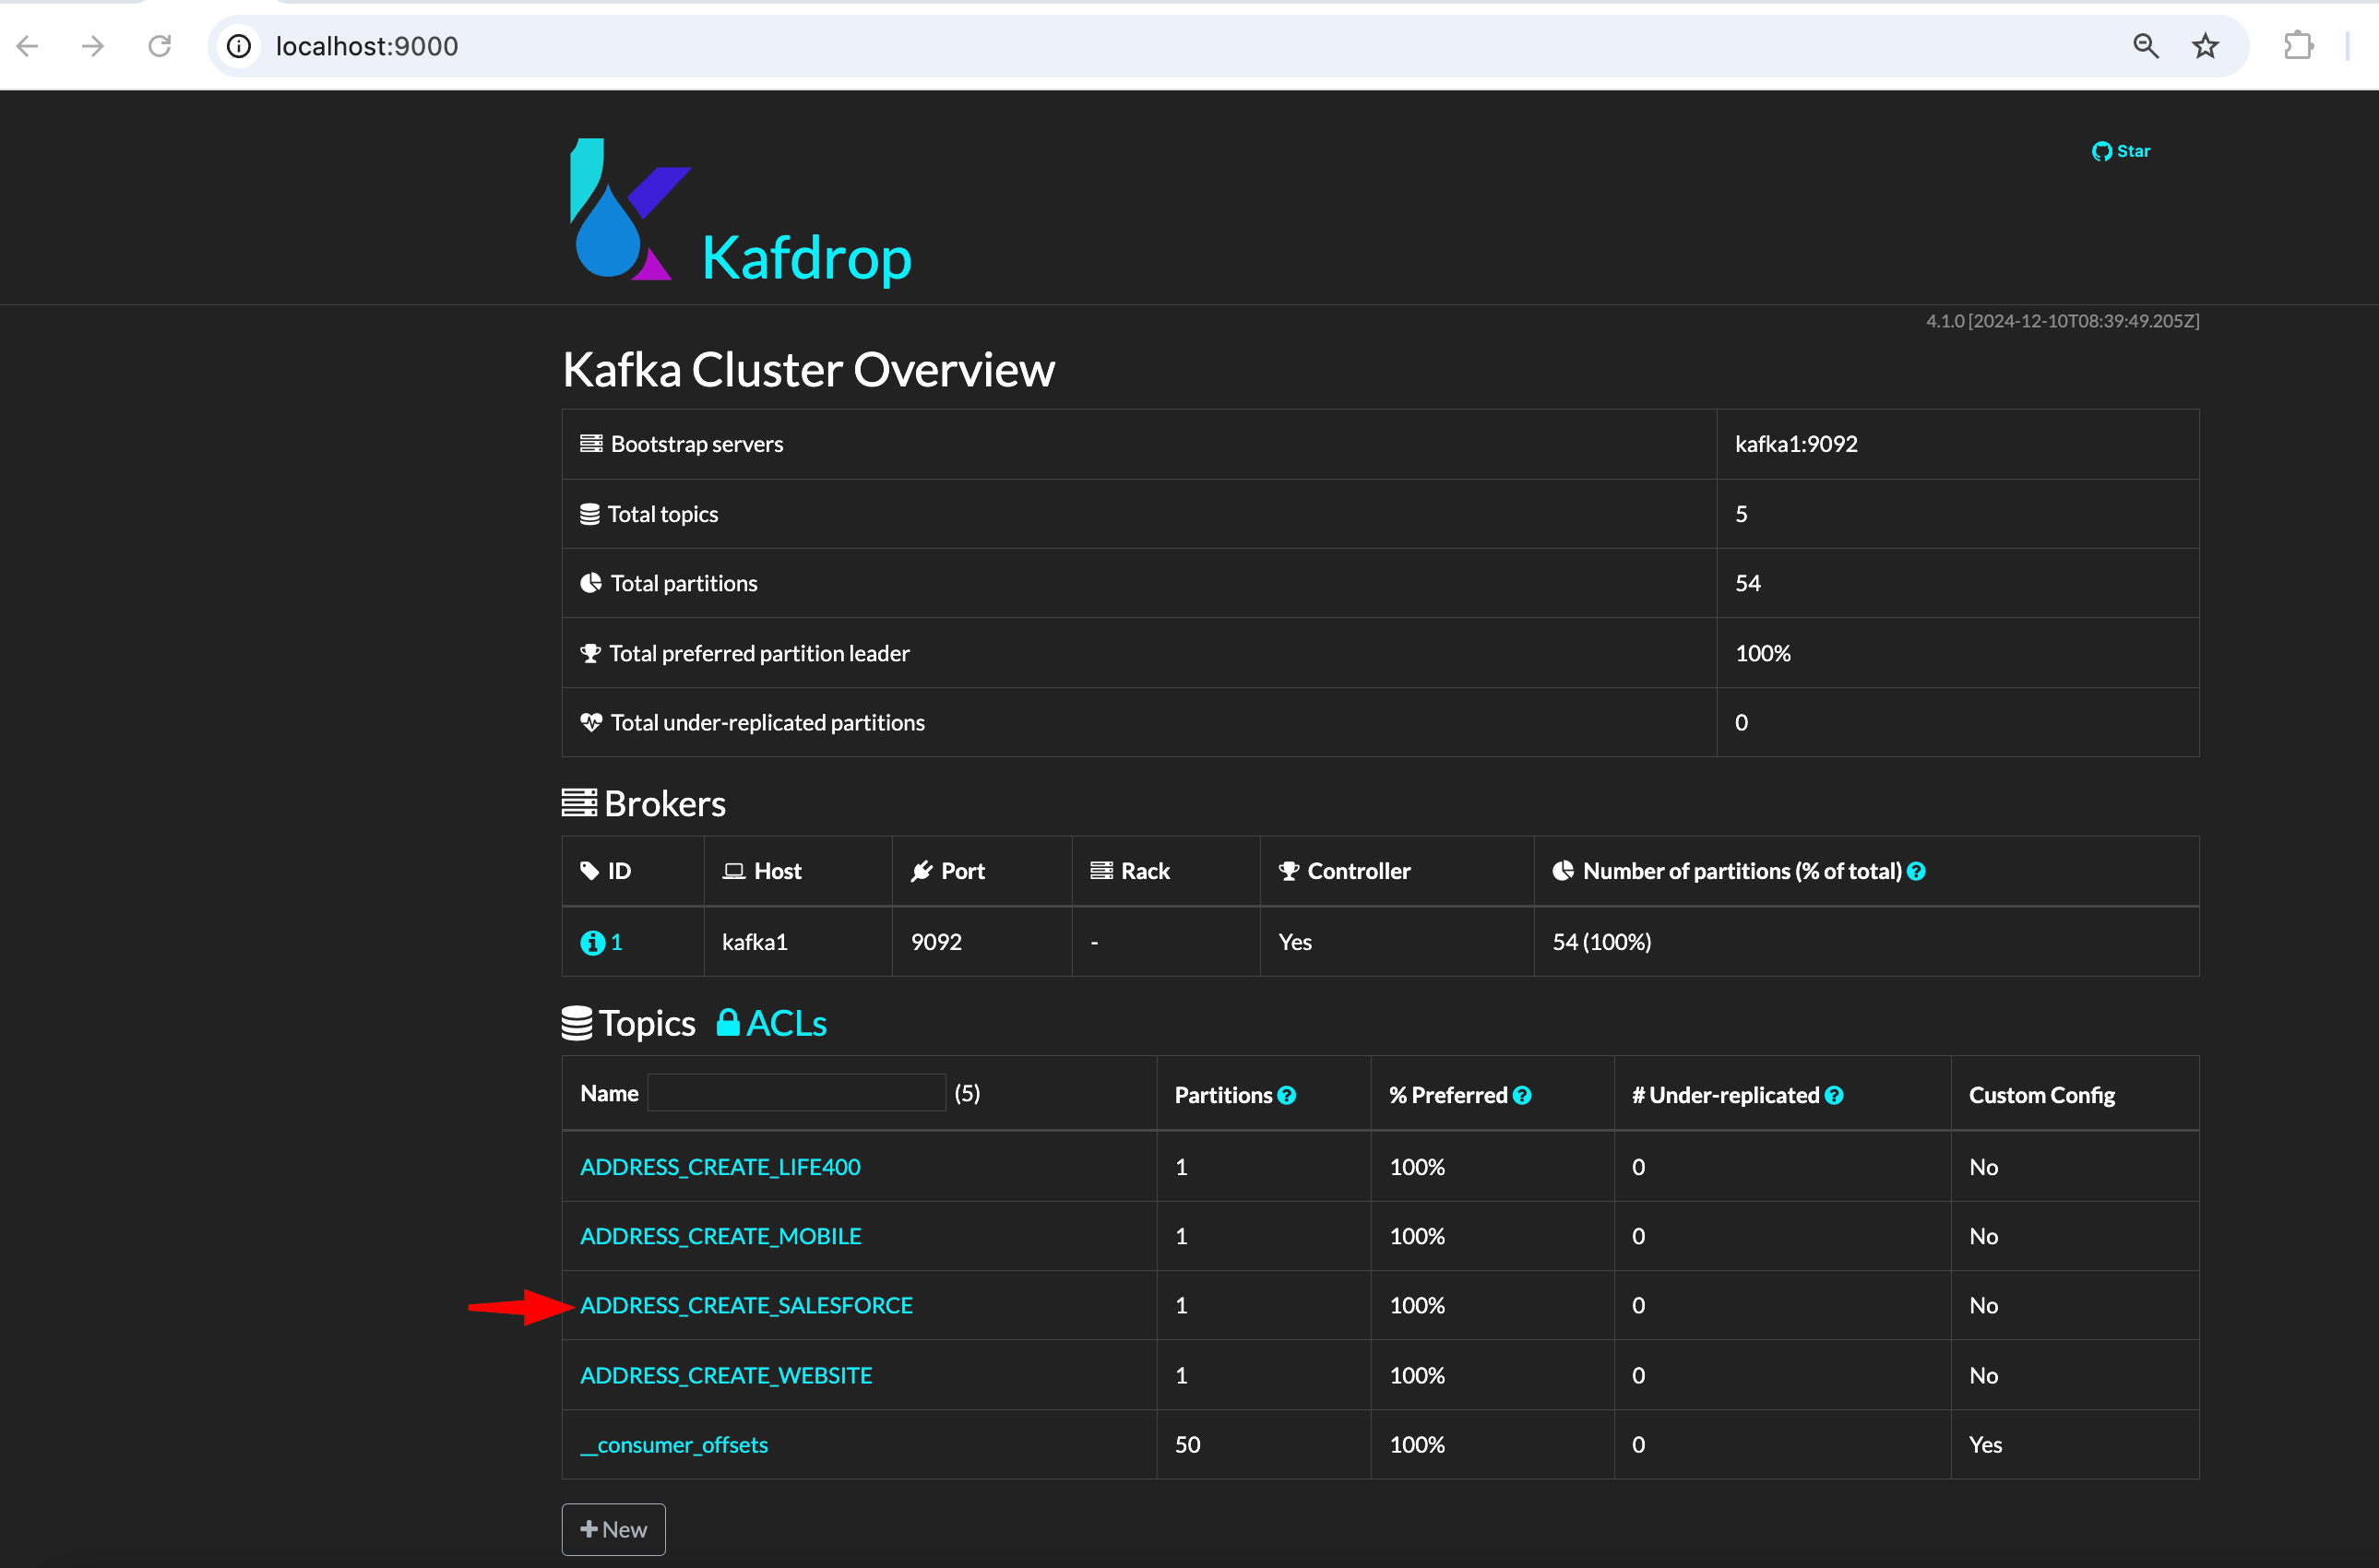 localhost:9000
Star
Kafdrop
4.1.0 [2024-12-10T08:39:49.205Z]
Kafka Cluster Overview
Bootstrap servers kafka1:9092
Total topics 5
Total partitions 54
Total preferred partition leader 100%
Total under-replicated partitions 0
Brokers
ID Host Port Rack Controller Number of partitions (% of total) ?
1 kafka1 9092 - Yes 54 (100%)
Topics ACLs
Name (5) Partitions ? % Preferred ? # Under-replicated ? Custom Config
ADDRESS_CREATE_LIFE400 1 100% 0 No
ADDRESS_CREATE_MOBILE 1 100% 0 No
ADDRESS_CREATE_SALESFORCE 1 100% 0 No
ADDRESS_CREATE_WEBSITE 1 100% 0 No
__consumer_offsets 50 100% 0 Yes
New